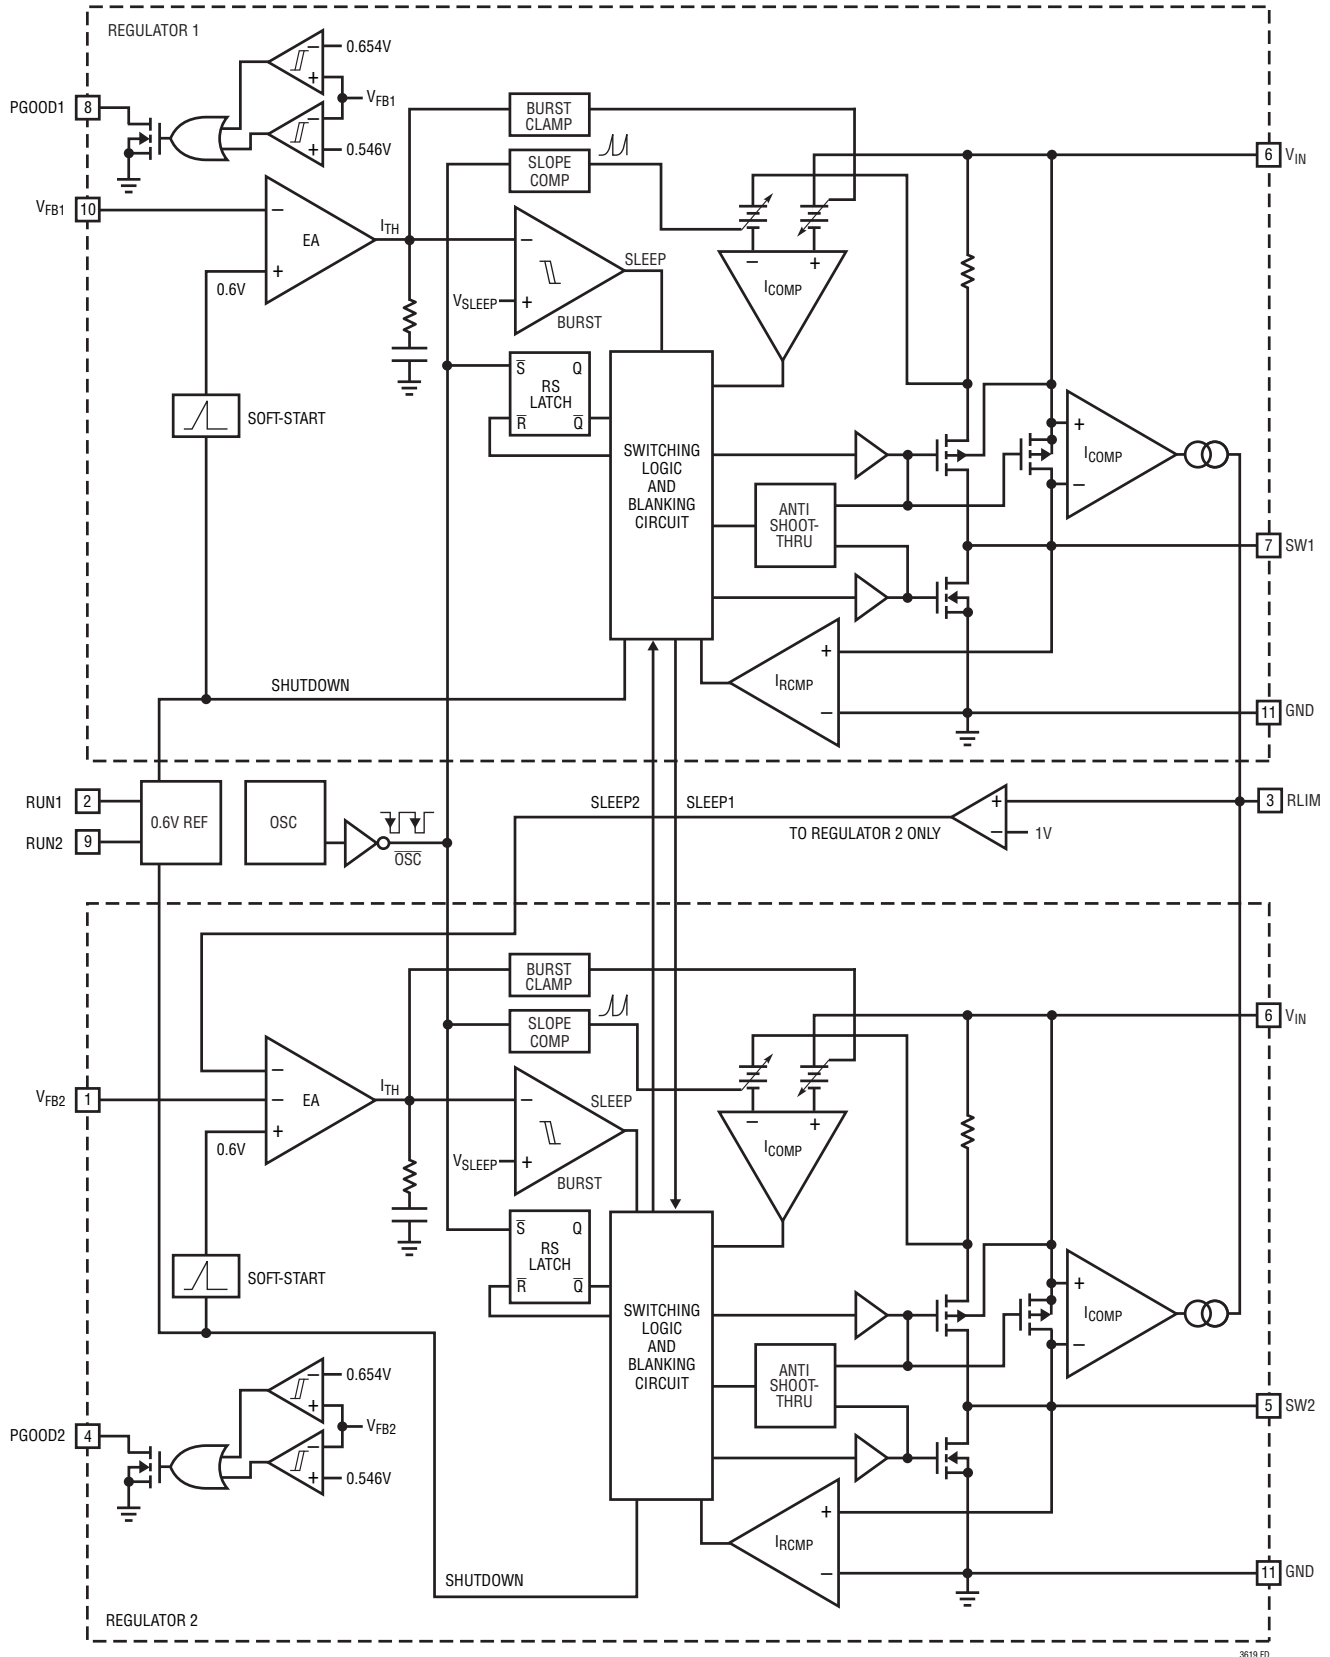 REGULATOR 1
– 0.654V
+
PGOOD1 8
VFB1
–
+ 0.546V
BURST
CLAMP
SLOPE
COMP
6 VIN
VFB1 10
–
EA
+
ITH
0.6V
–
VSLEEP +
BURST
SLEEP
– +
ICOMP
S̅ Q
RS
LATCH
R̅ Q̅
SOFT-START
SWITCHING
LOGIC
AND
BLANKING
CIRCUIT
+
ICOMP
–
ANTI
SHOOT-
THRU
7 SW1
+
IRCMP
–
SHUTDOWN
11 GND
RUN1 2
RUN2 9
0.6V REF
OSC
O̅S̅C̅
SLEEP2 SLEEP1
TO REGULATOR 2 ONLY
+
– 1V
3 RLIM
BURST
CLAMP
SLOPE
COMP
6 VIN
VFB2 1
–
–
EA
+
ITH
0.6V
–
VSLEEP +
BURST
SLEEP
– +
ICOMP
S̅ Q
RS
LATCH
R̅ Q̅
SOFT-START
SWITCHING
LOGIC
AND
BLANKING
CIRCUIT
+
ICOMP
–
ANTI
SHOOT-
THRU
5 SW2
– 0.654V
+
PGOOD2 4
VFB2
–
+ 0.546V
+
IRCMP
–
SHUTDOWN
11 GND
REGULATOR 2
3619 FD